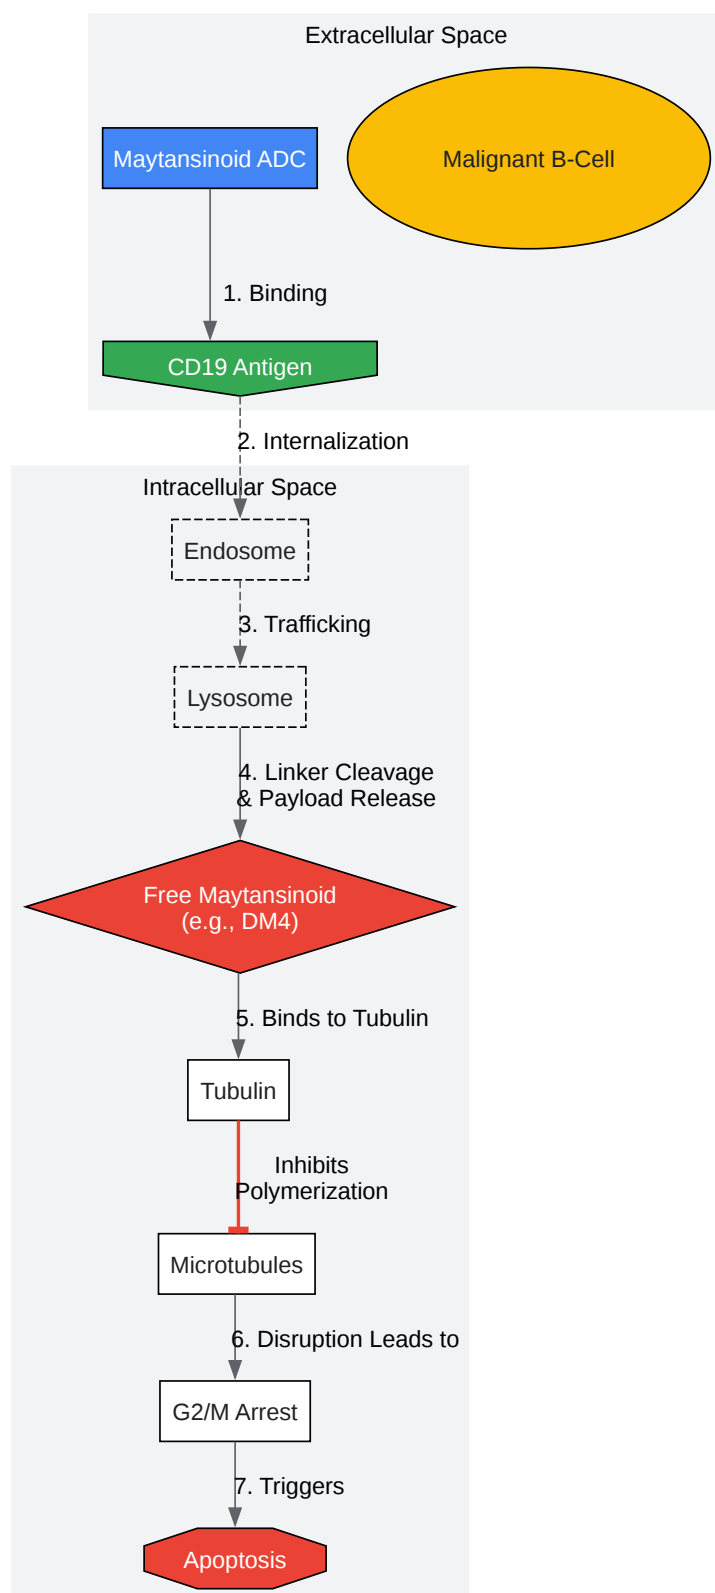 Extracellular Space
Maytansinoid ADC
Malignant B-Cell
1. Binding
CD19 Antigen
2. Internalization
Intracellular Space
Endosome
3. Trafficking
Lysosome
4. Linker Cleavage
& Payload Release
Free Maytansinoid
(e.g., DM4)
5. Binds to Tubulin
Tubulin
Inhibits
Polymerization
Microtubules
6. Disruption Leads to
G2/M Arrest
7. Triggers
Apoptosis